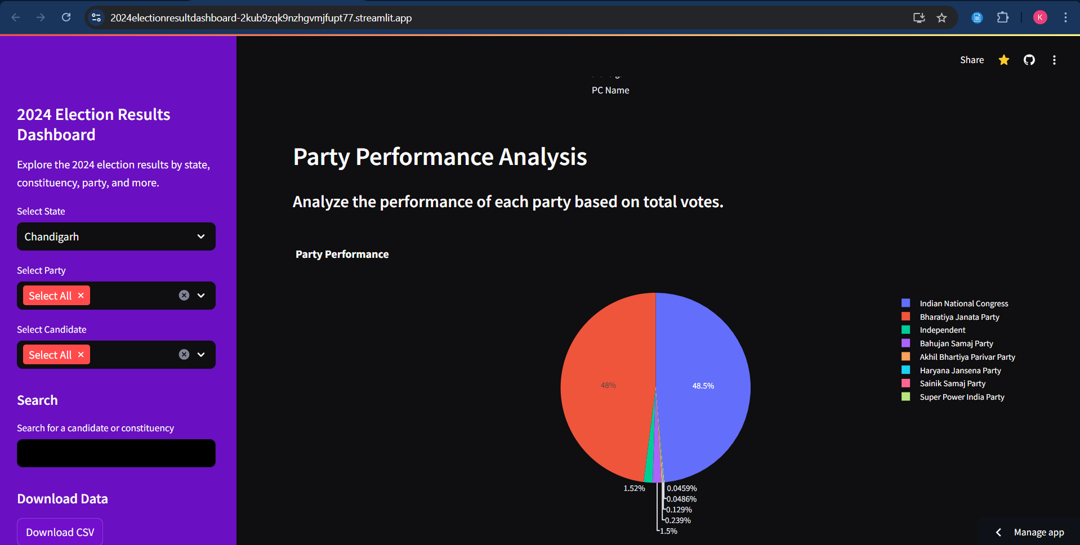 2024electionresultdashboard-2kub9zqk9nzhgvmjfupt77.streamlit.app
K
Share
2024 Election Results
Dashboard
Explore the 2024 election results by state,
constituency, party, and more.
Select State
Chandigarh
Select Party
Select All
Select Candidate
Select All
Search
Search for a candidate or constituency
Download Data
Download CSV
PC Name
Party Performance Analysis
Analyze the performance of each party based on total votes.
Party Performance
48%
48.5%
1.52%
0.0459%
0.0486%
0.129%
0.239%
1.5%
Indian National Congress
Bharatiya Janata Party
Independent
Bahujan Samaj Party
Akhil Bhartiya Parivar Party
Haryana Jansena Party
Sainik Samaj Party
Super Power India Party
Manage app